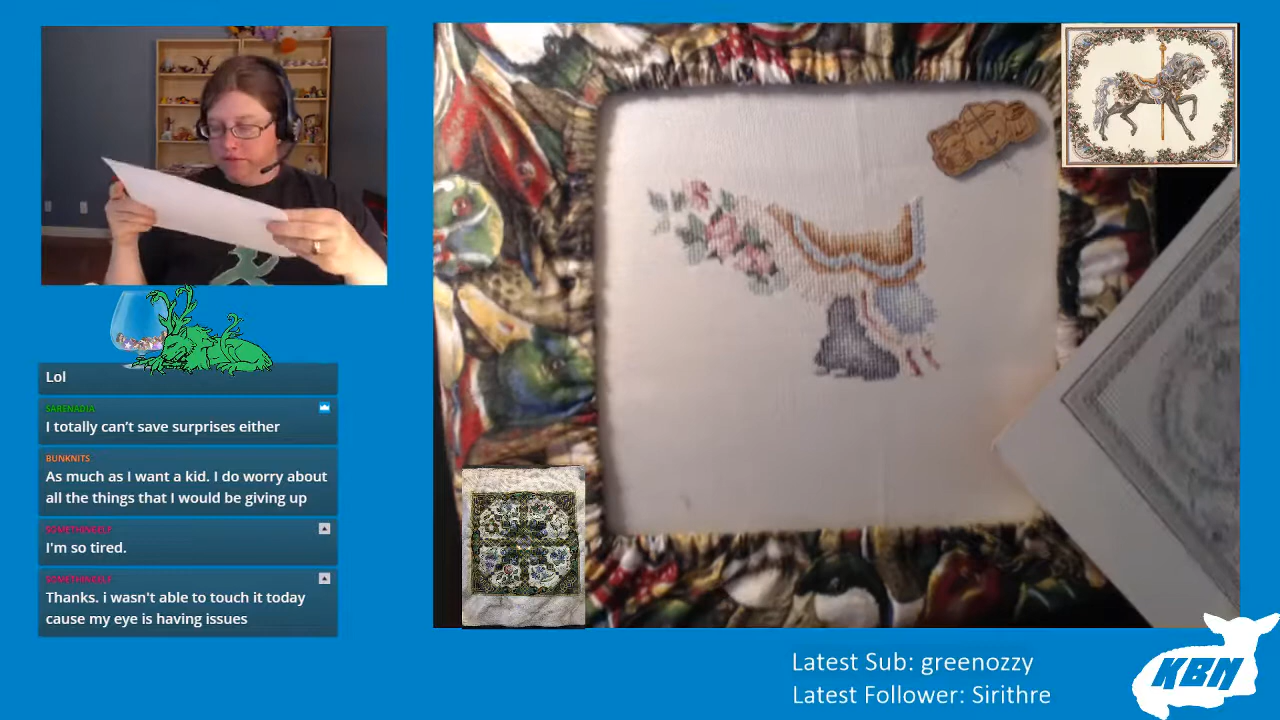 Lol
SARENADIA
I totally can't save surprises either
BUNKNITS
As much as I want a kid. I do worry about
all the things that I would be giving up
SOMETHINGELF
I'm so tired.
SOMETHINGELF
Thanks. i wasn't able to touch it today
cause my eye is having issues
Latest Sub: greenozzy
Latest Follower: Sirithre
KBN